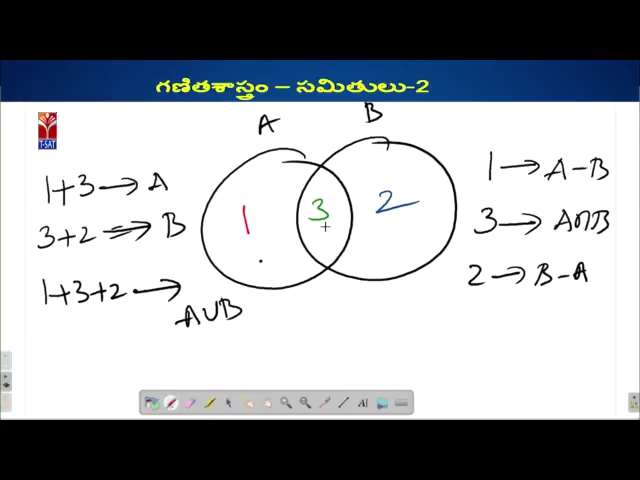 గణితశాస్త్రం – సమితులు-2
T-SAT
A
B
1+3 → A
3+2 → B
1+3+2 →
A∪B
1
3
2
1 → A-B
3 → A∩B
2 → B-A
A